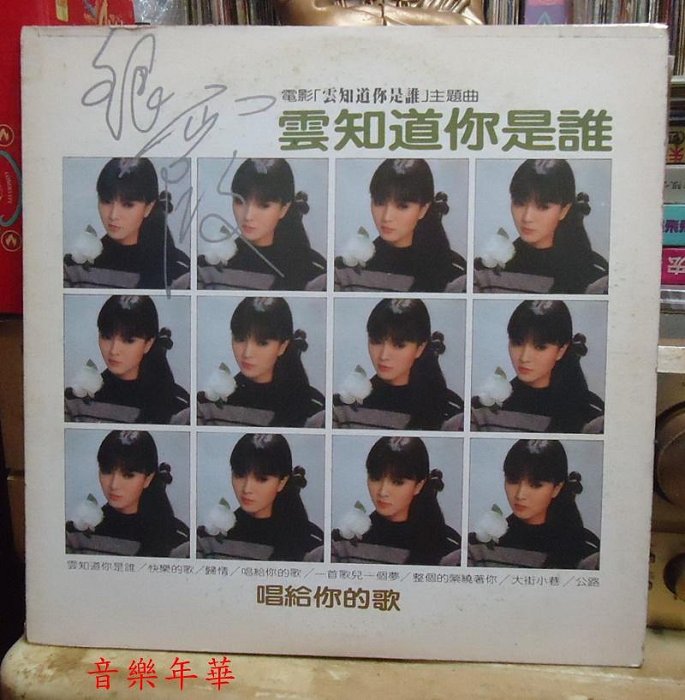 電影「雲知道你是誰」主題曲
雲知道你是誰
雲知道你是誰／快樂的歌／歸情／唱給你的歌／一首歌兒一個夢／整個的縈繞著你／大街小巷／公路
唱給你的歌
音樂年華